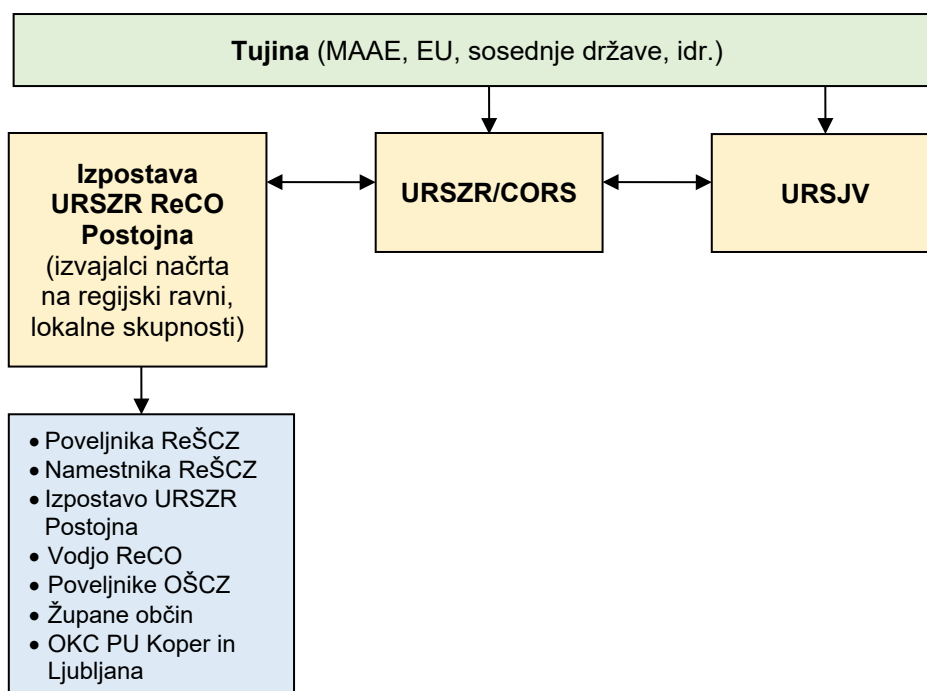 Tujina (MAAE, EU, sosednje države, idr.)
Izpostava
URSZR ReCO
Postojna
(izvajalci načrta
na regijski ravni,
lokalne skupnosti)
URSZR/CORS
URSJV
• Poveljnika ReŠCZ
• Namestnika ReŠCZ
• Izpostavo URSZR
Postojna
• Vodjo ReCO
• Poveljnike OŠCZ
• Župane občin
• OKC PU Koper in
Ljubljana